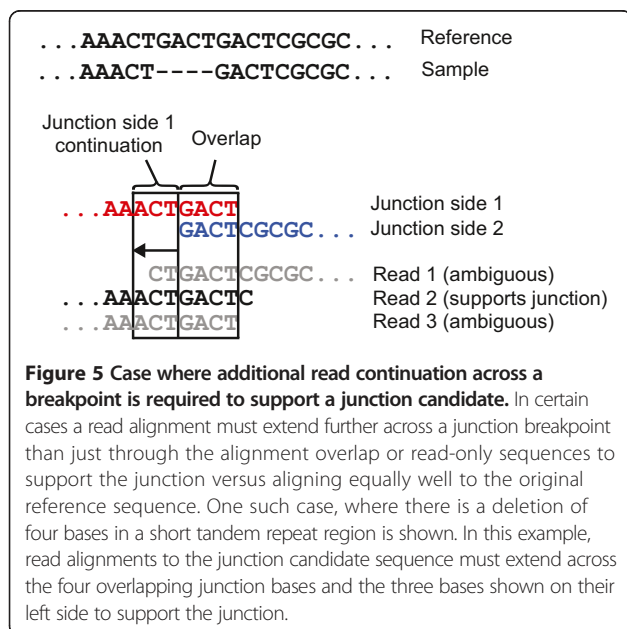 ...AAACTGACTGACTCGCGC... Reference
...AAACT----GACTCGCGC... Sample
Junction side 1 continuation Overlap
...AAACTGACT Junction side 1
GACTCGCGC... Junction side 2
CTGACTCGCGC... Read 1 (ambiguous)
...AAACTGACTC Read 2 (supports junction)
...AAACTGACT Read 3 (ambiguous)
Figure 5 Case where additional read continuation across a
breakpoint is required to support a junction candidate. In certain
cases a read alignment must extend further across a junction breakpoint
than just through the alignment overlap or read-only sequences to
support the junction versus aligning equally well to the original
reference sequence. One such case, where there is a deletion of
four bases in a short tandem repeat region is shown. In this example,
read alignments to the junction candidate sequence must extend across
the four overlapping junction bases and the three bases shown on their
left side to support the junction.